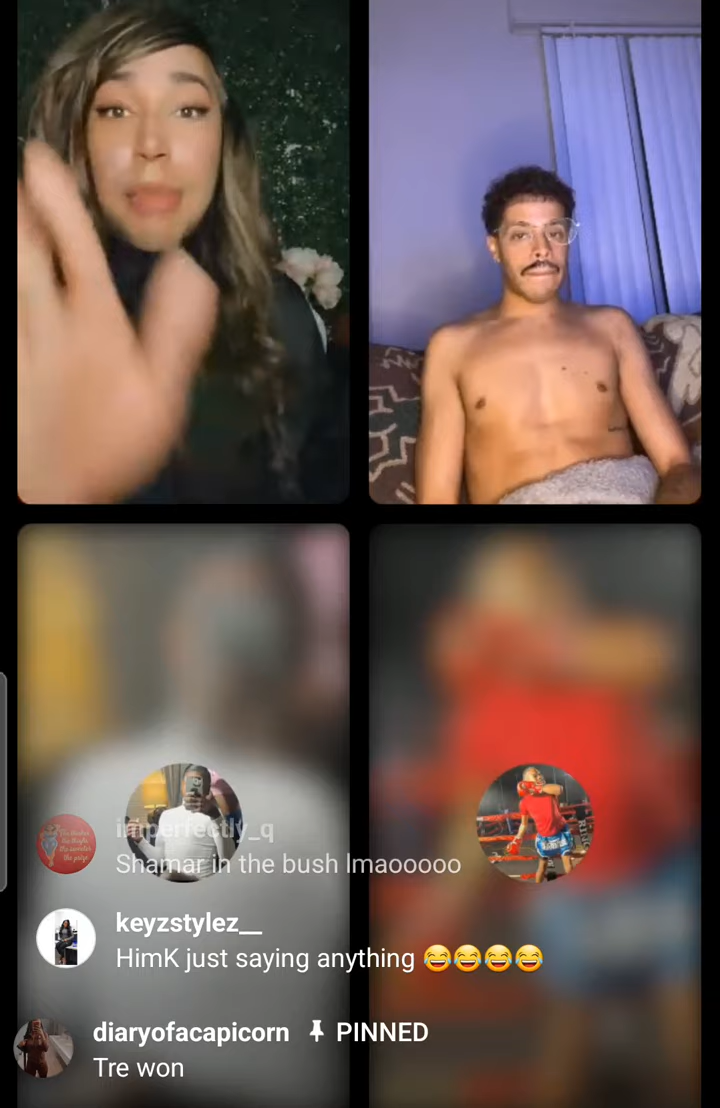 imperfectly_q
Shamar in the bush lmaooooo
keyzstylez__
HimK just saying anything 😂😂😂😂
diaryofacapicorn 📌 PINNED
Tre won